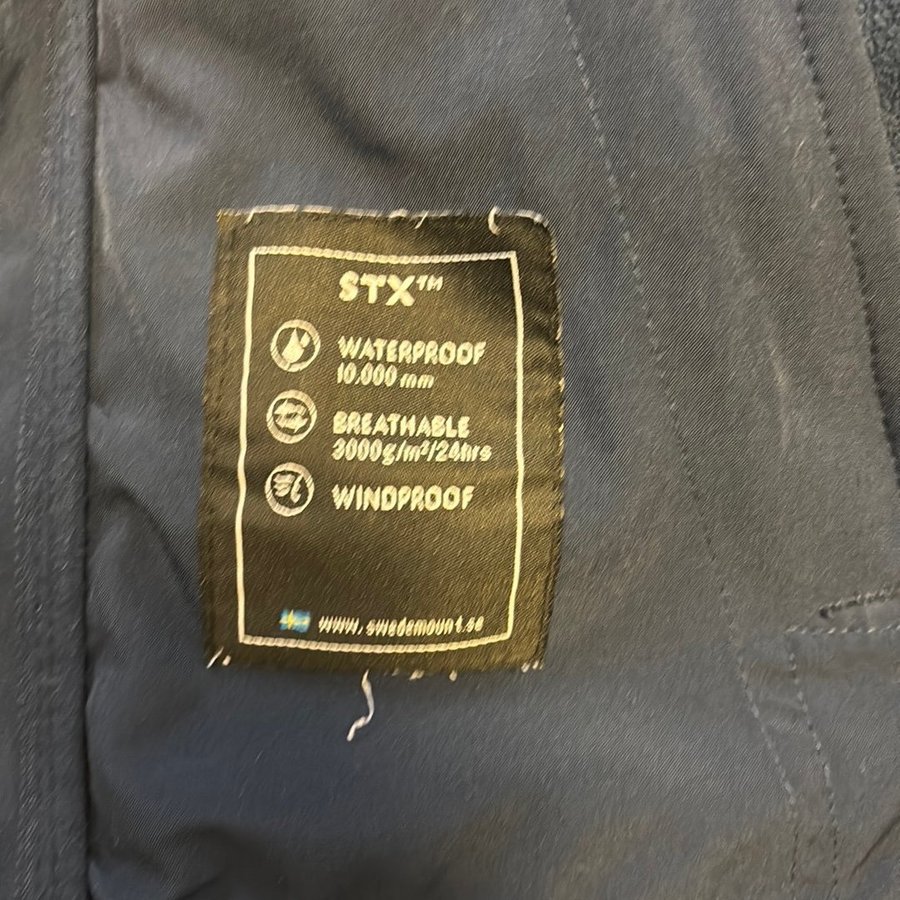 STX™
WATERPROOF
10.000 mm
BREATHABLE
3000g/m²/24hrs
WINDPROOF
www.swedemount.se